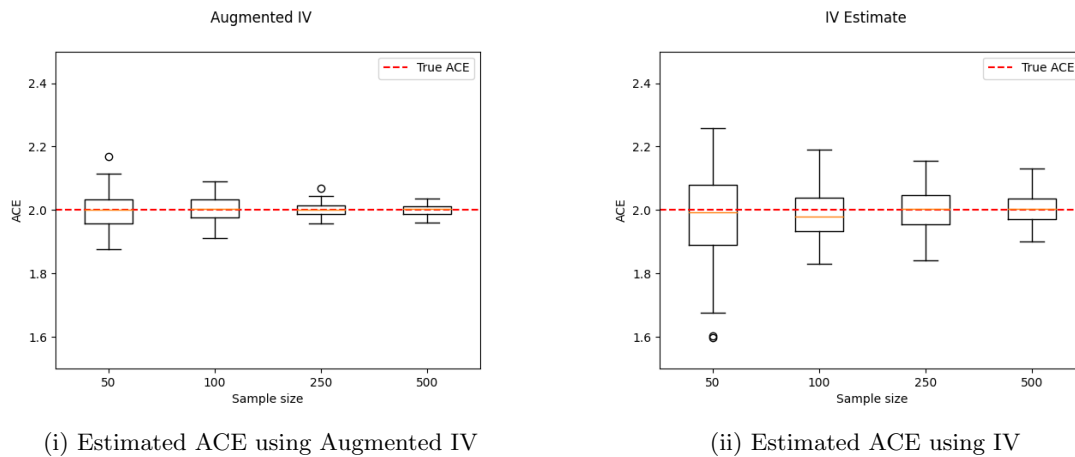 Augmented IV
True ACE
2.4
2.2
2.0
1.8
1.6
ACE
50
100
250
500
Sample size
(i) Estimated ACE using Augmented IV
IV Estimate
True ACE
2.4
2.2
2.0
1.8
1.6
ACE
50
100
250
500
Sample size
(ii) Estimated ACE using IV